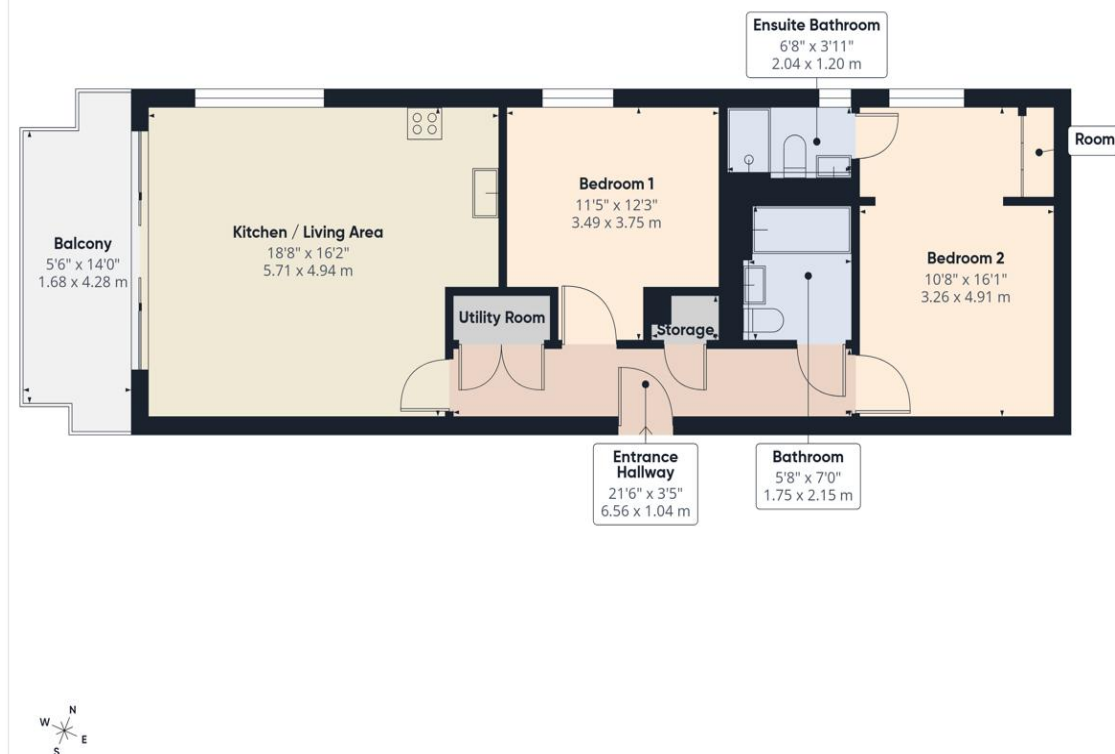 Ensuite Bathroom
6'8" x 3'11"
2.04 x 1.20 m
Room
Bedroom 1
11'5" x 12'3"
3.49 x 3.75 m
Kitchen / Living Area
18'8" x 16'2"
5.71 x 4.94 m
Balcony
5'6" x 14'0"
1.68 x 4.28 m
Bedroom 2
10'8" x 16'1"
3.26 x 4.91 m
Utility Room
Storage
Entrance
Hallway
21'6" x 3'5"
6.56 x 1.04 m
Bathroom
5'8" x 7'0"
1.75 x 2.15 m
N
W
E
S